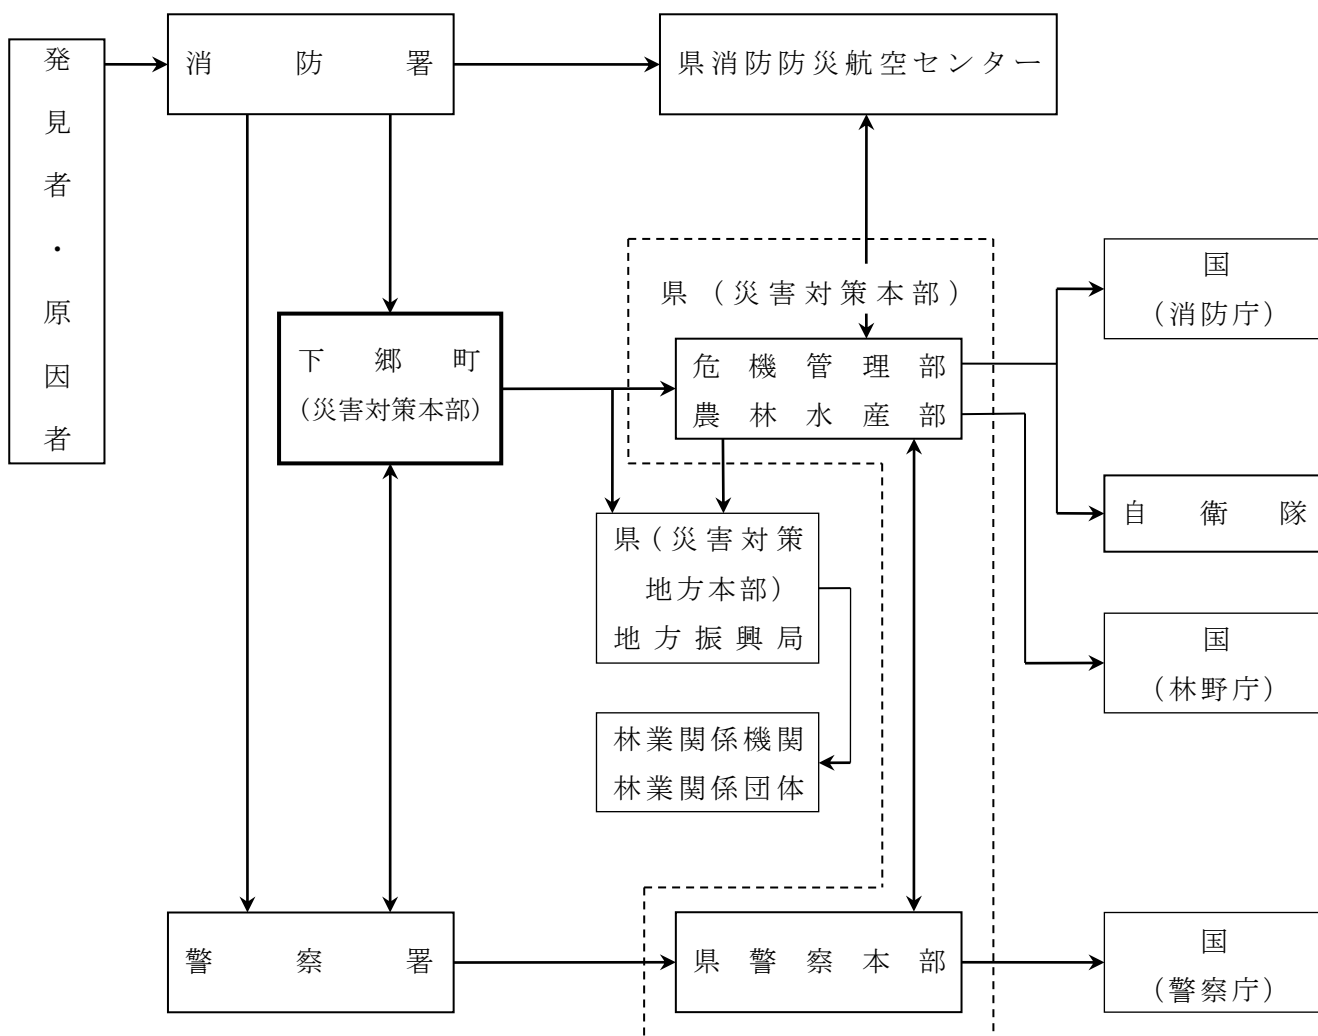 発見者・原因者
消防署
県消防防災航空センター
県（災害対策本部）
国
（消防庁）
下郷町
（災害対策本部）
危機管理部
農林水産部
自衛隊
県（災害対策
地方本部）
地方振興局
国
（林野庁）
林業関係機関
林業関係団体
警察署
県警察本部
国
（警察庁）